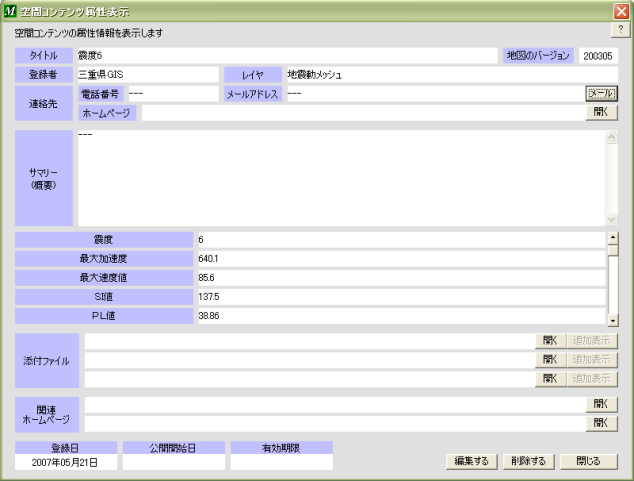 M 空間コンテンツ属性表示
空間コンテンツの属性情報を表示します ?
タイトル 震度6 地図のバージョン 200305
登録者 三重県GIS レイヤ 地震動メッシュ
連絡先 電話番号 --- メールアドレス --- メール
ホームページ 開く
サマリー
(概要)
---
震度 6
最大加速度 640.1
最大速度値 85.6
SI値 137.5
PL値 38.86
添付ファイル
開く 追加表示
開く 追加表示
開く 追加表示
関連
ホームページ
開く
開く
登録日 公開開始日 有効期限
2007年05月21日 編集する 削除する 閉じる